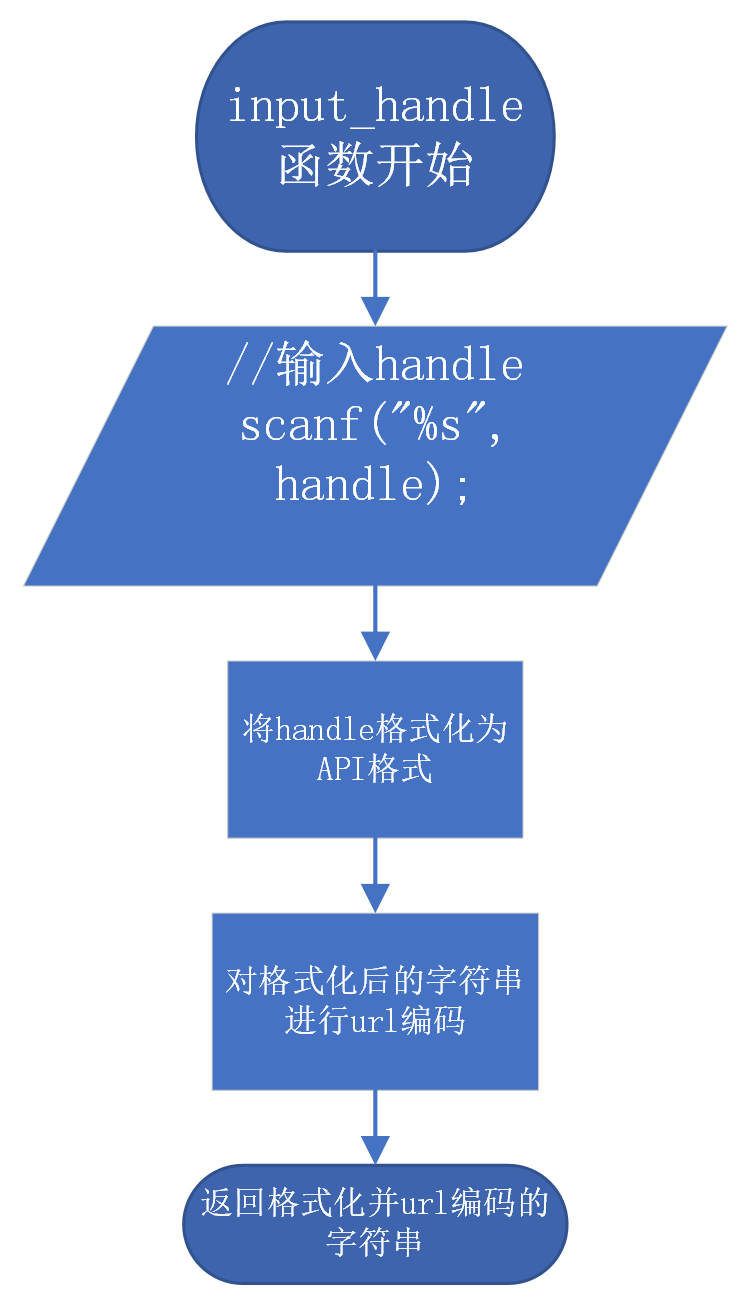 input_handle
函数开始
//输入handle
scanf("%s",
handle);
将handle格式化为
API格式
对格式化后的字符串
进行url编码
返回格式化并url编码的
字符串